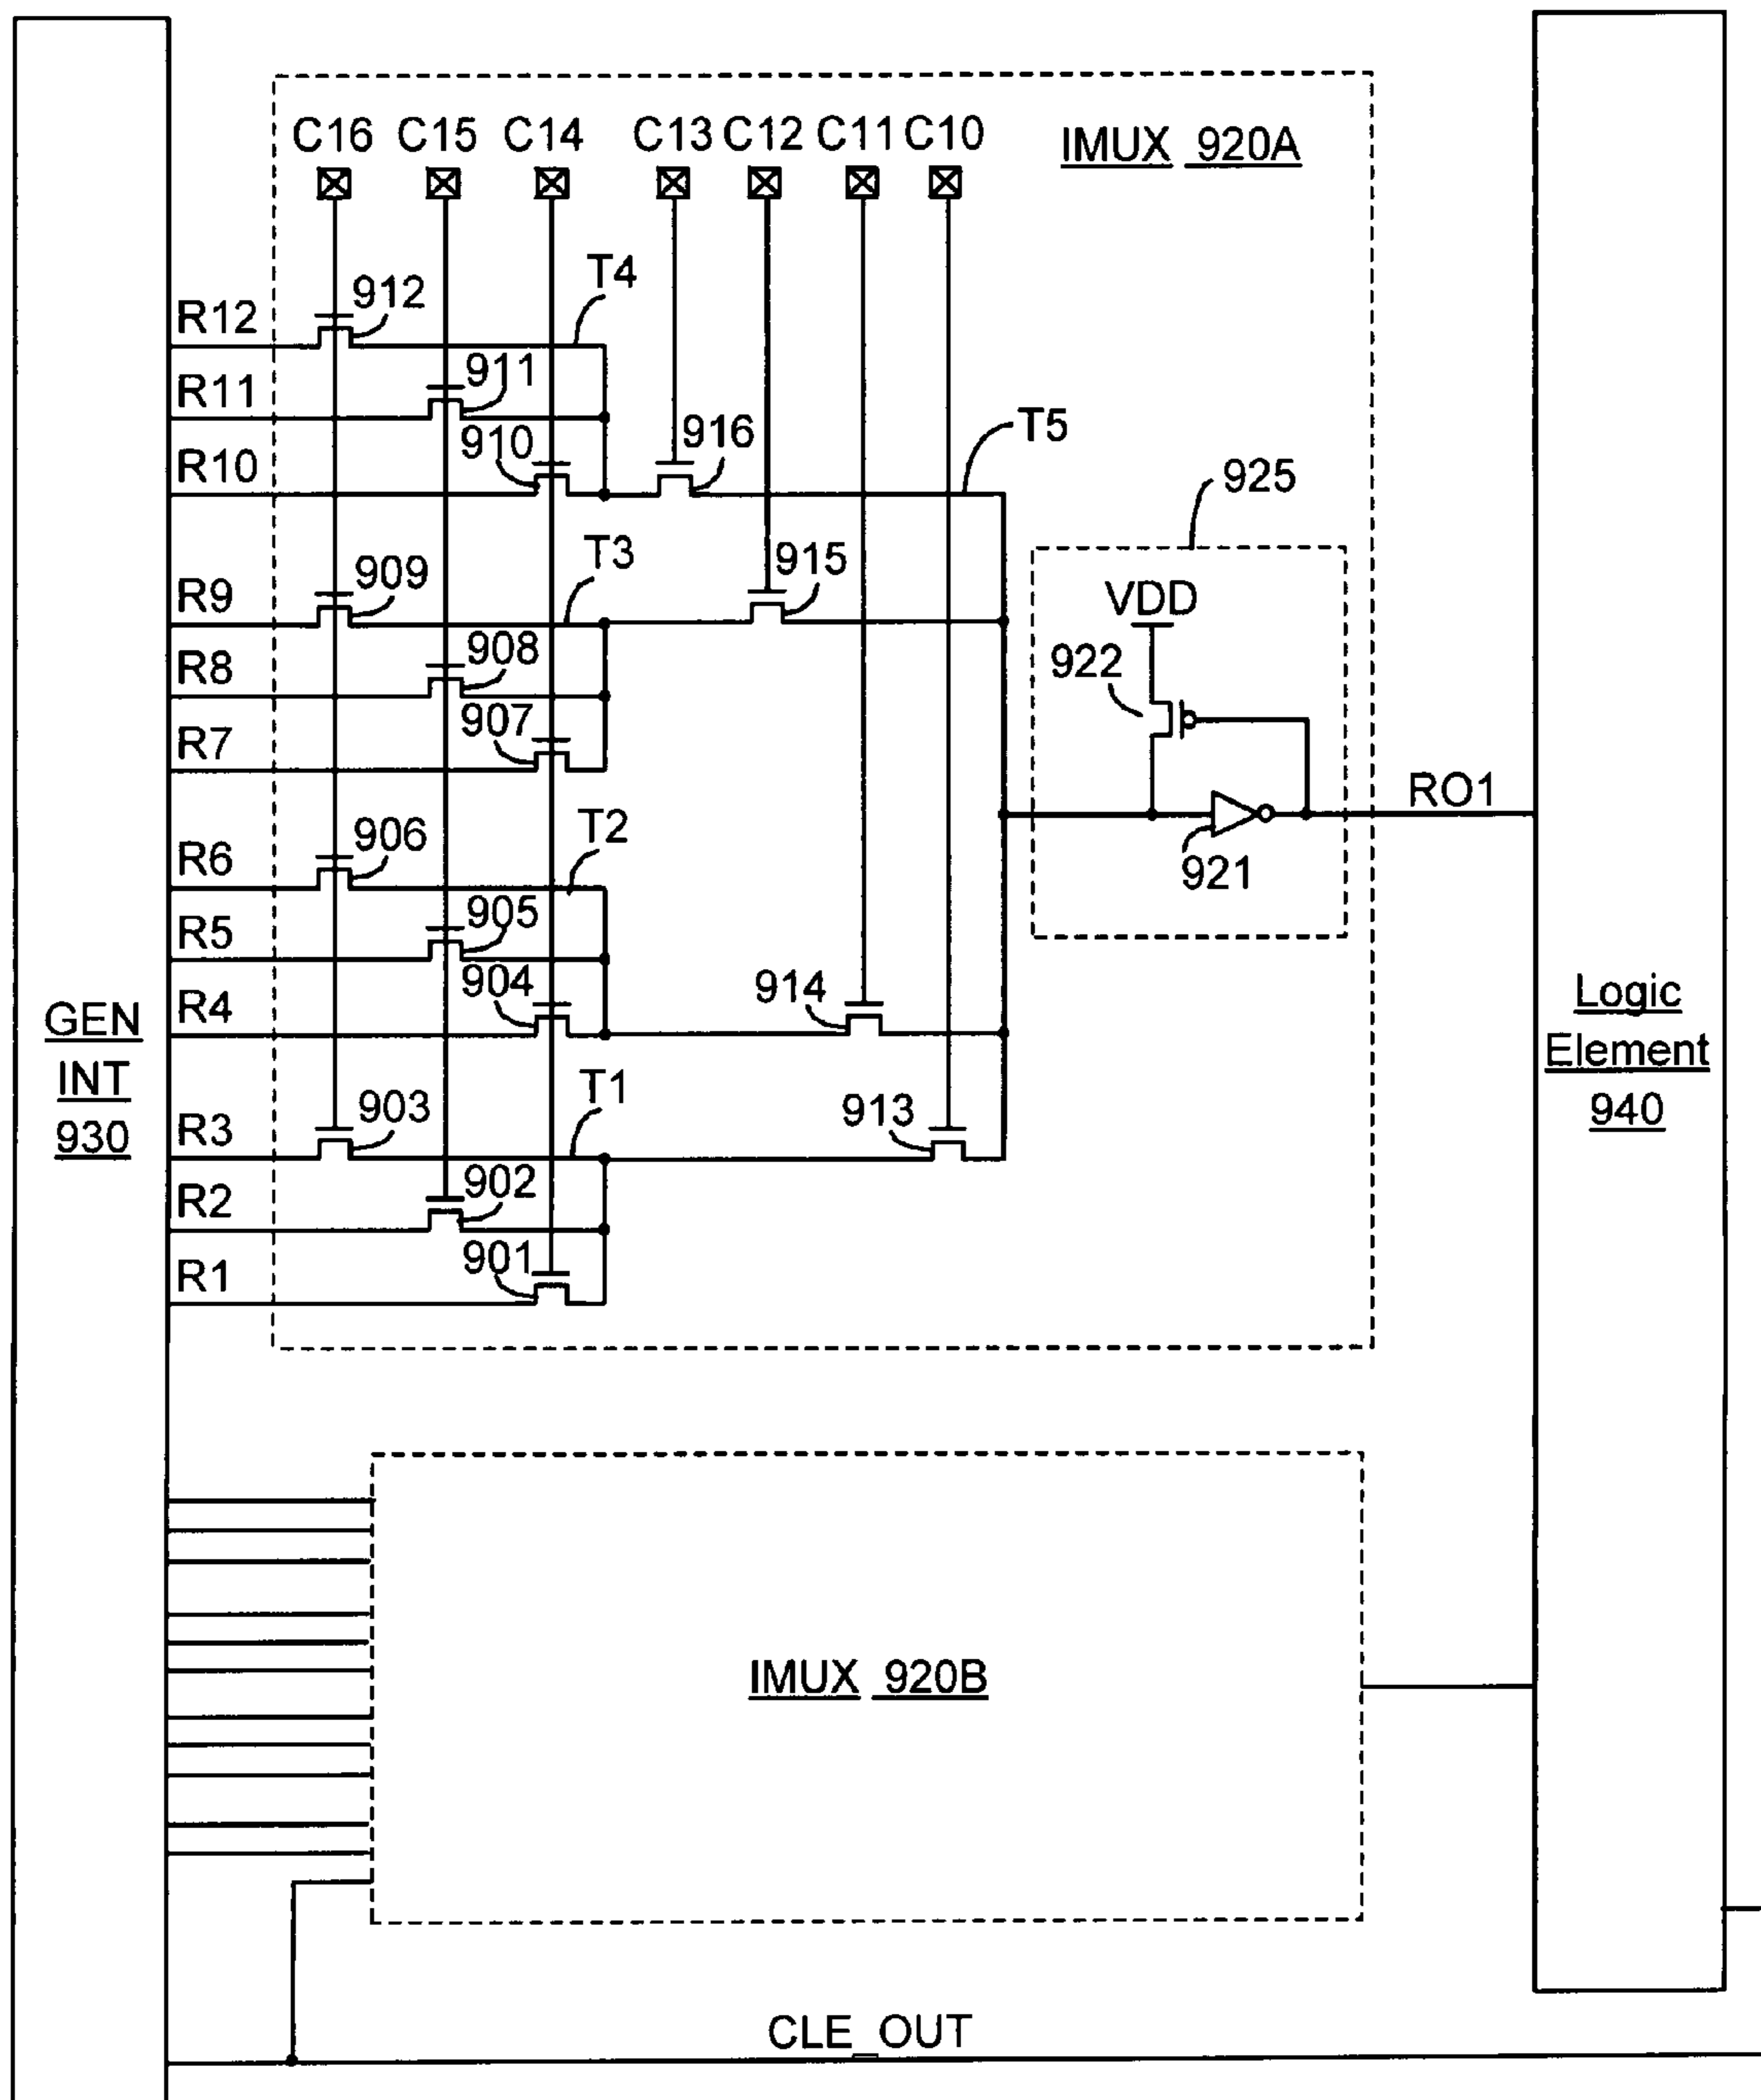 C16 C15 C14 C13 C12 C11 C10
IMUX 920A
T4
912
R12
911
R11
910
916
T5
R10
925
T3
909
915
R9
VDD
908
922
R8
907
R7
RO1
T2
906
R6
921
905
R5
904
914
R4
GEN
INT
930
Logic
Element
940
T1
903
913
R3
902
R2
901
R1
IMUX 920B
CLE_OUT